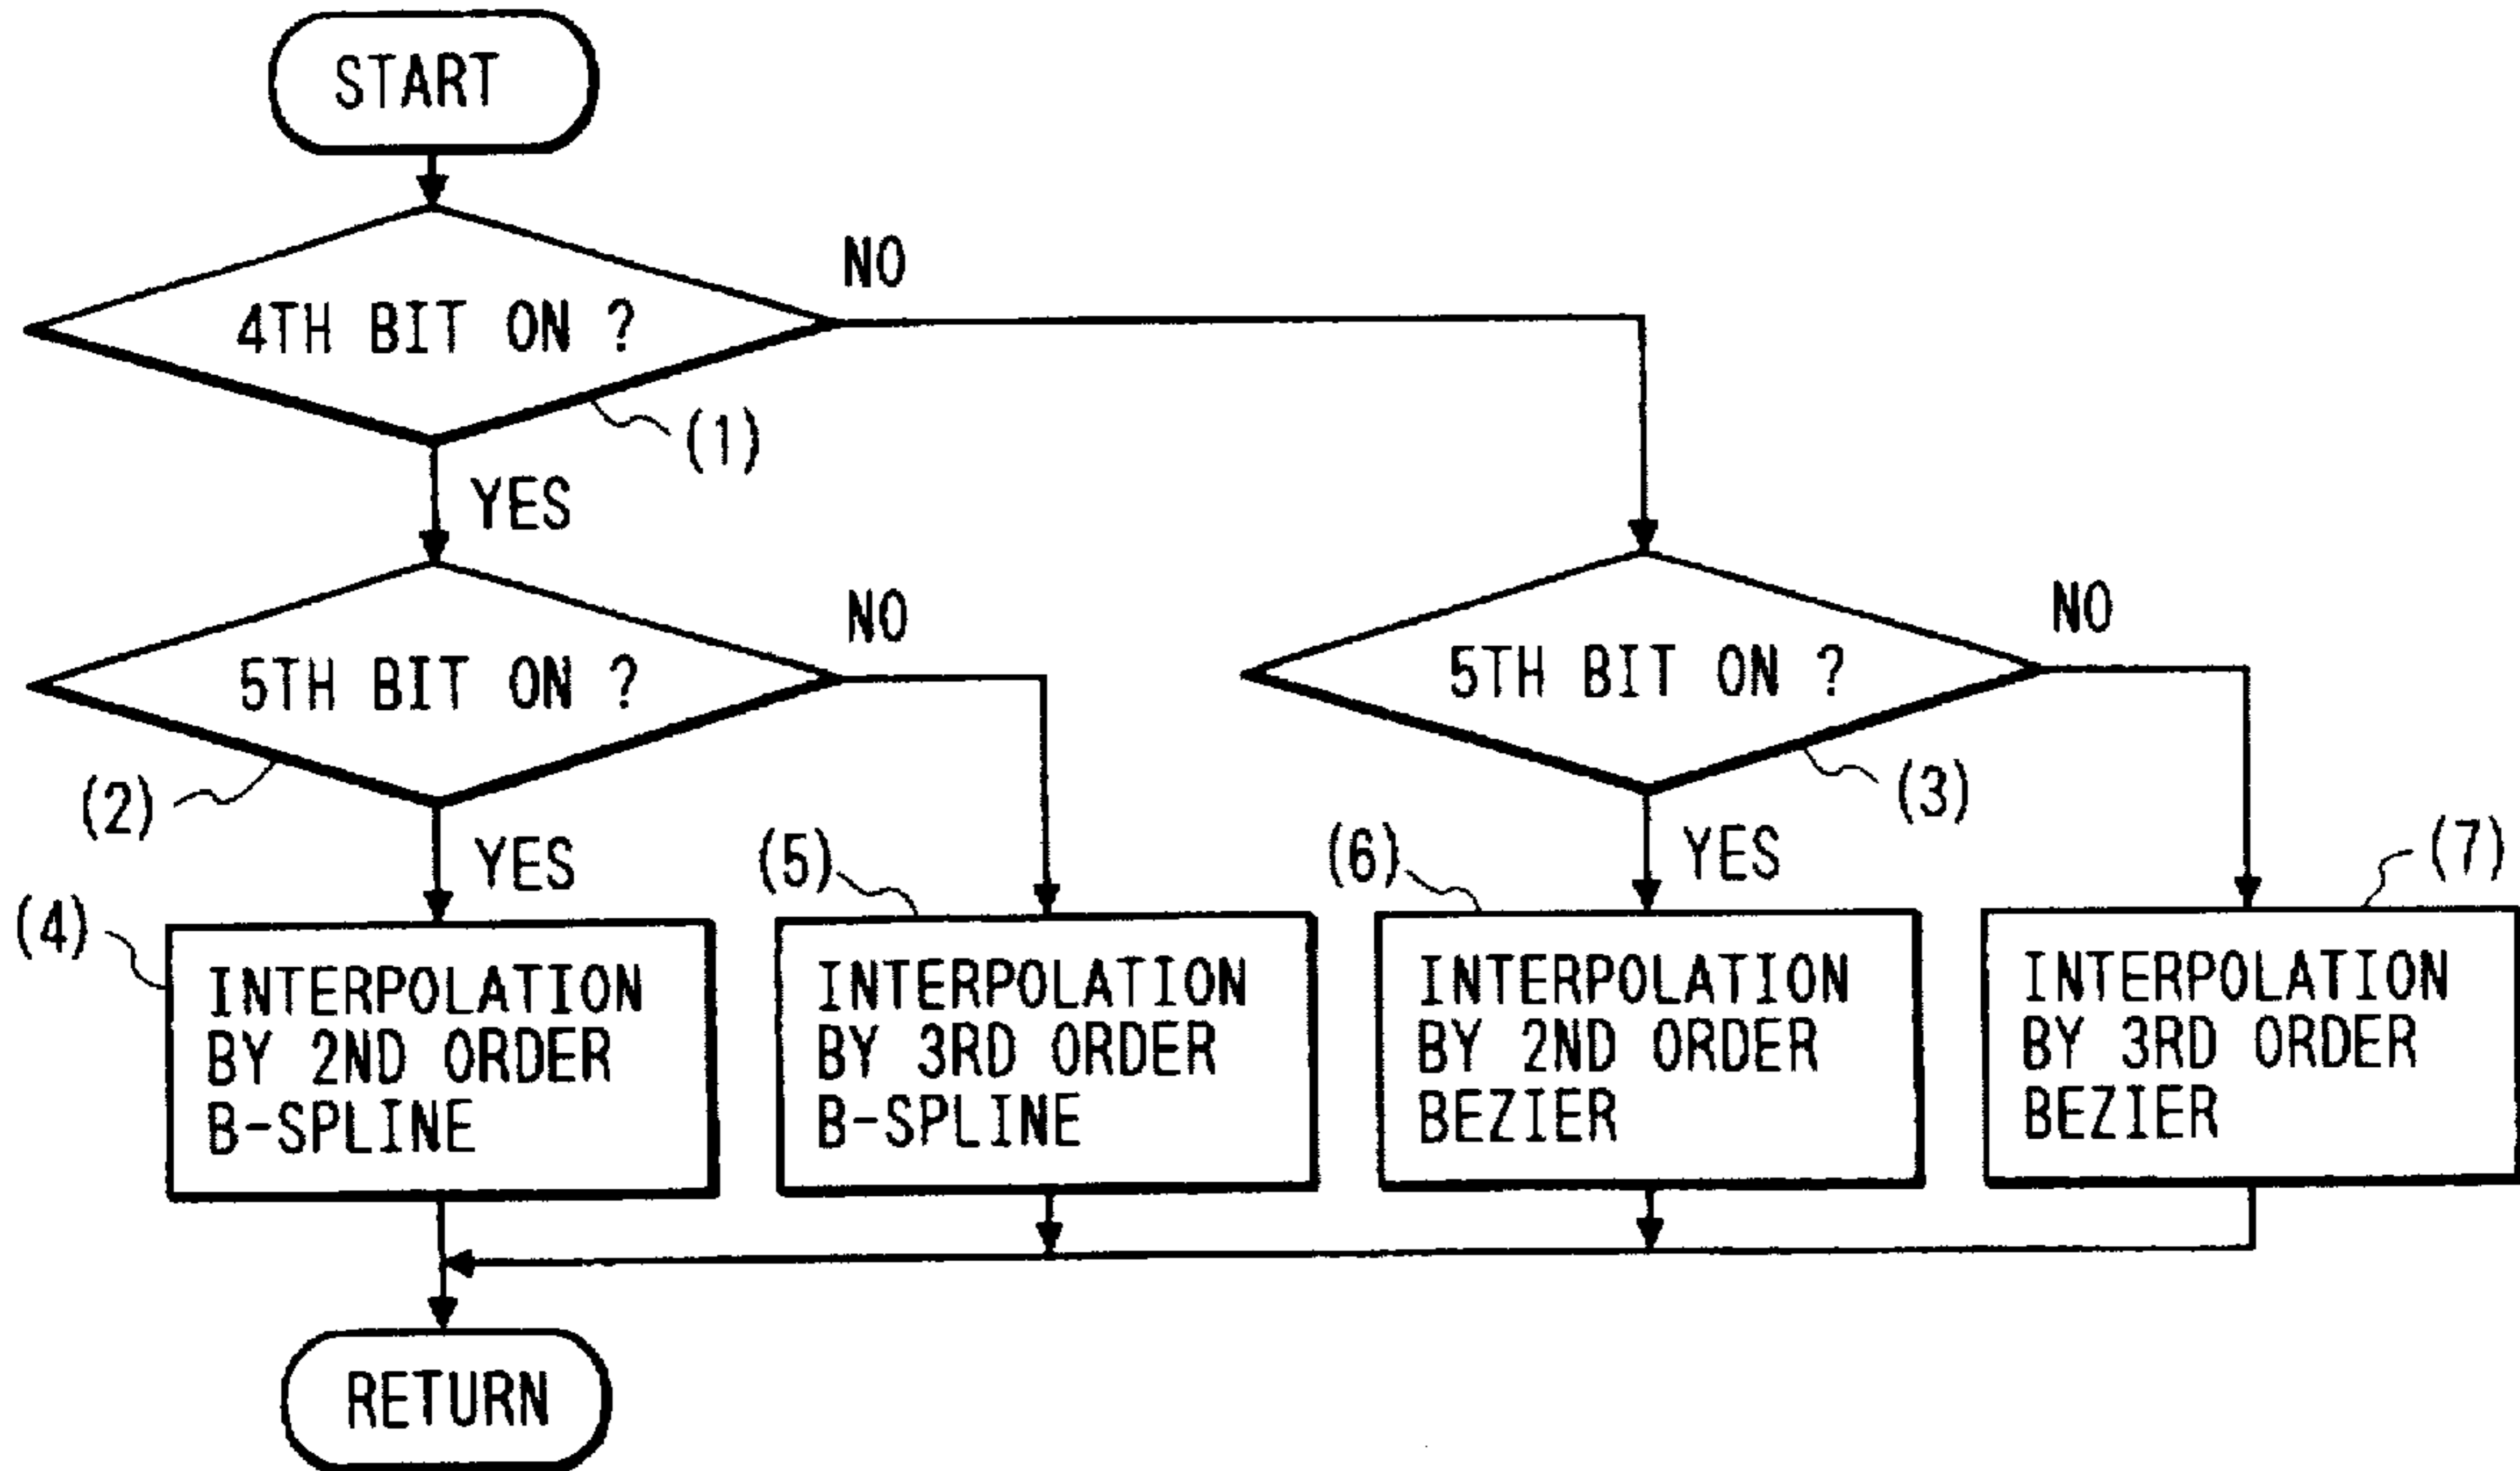 START
4TH BIT ON ?
NO
(1)
YES
5TH BIT ON ?
NO
(2)
YES
5TH BIT ON ?
NO
(3)
YES
(4)
INTERPOLATION
BY 2ND ORDER
B-SPLINE
(5)
INTERPOLATION
BY 3RD ORDER
B-SPLINE
(6)
INTERPOLATION
BY 2ND ORDER
BEZIER
(7)
INTERPOLATION
BY 3RD ORDER
BEZIER
RETURN